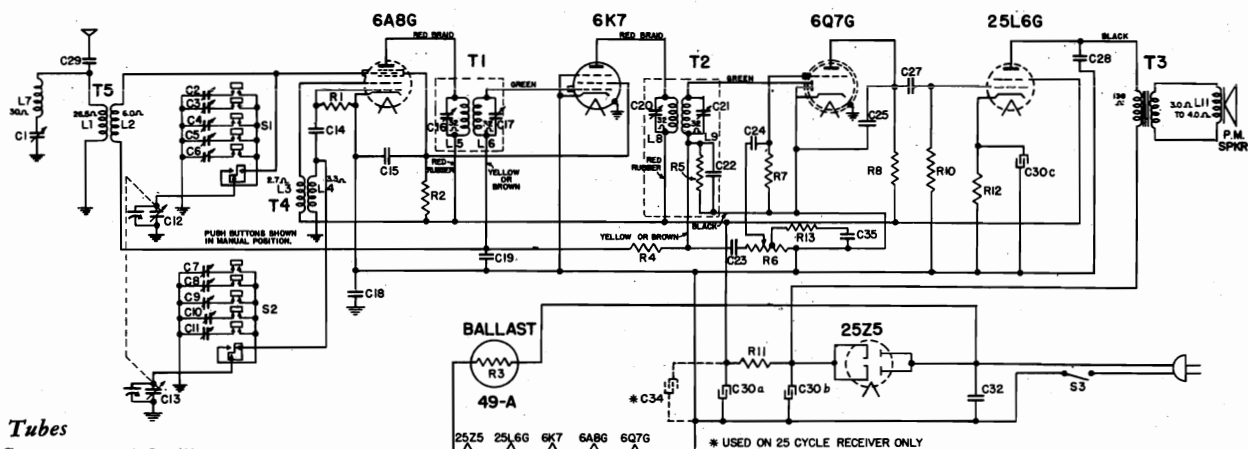 6A8G
6K7
6Q7G
25L6G
RED BRAID
RED BRAID
BLACK
C29
T1
T2
C28
T3
T5
GREEN
GREEN
C27
L7
30Ω
C1
26.5Ω
L1
6.0Ω
L2
C2
C3
C4
C5
C6
S1
R1
C14
C16
C17
L5
L6
C20
C21
L8
L9
C24
C25
3.0Ω L11
TO 4.0Ω
P.M.
SPKR
C15
RED
RUBBER
YELLOW
OR
BROWN
RED
RUBBER
R5
C22
R7
R8
R10
R12
C30c
2.7Ω
L3
3.3Ω
L4
T4
R2
BLACK
C12
PUSH BUTTONS SHOWN
IN MANUAL POSITION.
YELLOW OR BROWN
R4
C23
R6
R13
C35
C19
C18
C7
C8
C9
C10
C11
S2
BALLAST
R3
49-A
25Z5
R11
C13
* C34
C30a
C30b
C32
S3
Tubes
25Z5
25L6G
6K7
6A8G
6Q7G
* USED ON 25 CYCLE RECEIVER ONLY